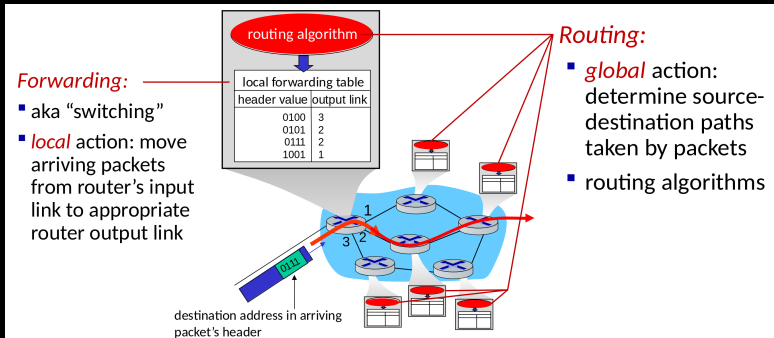 Forwarding:
aka “switching”
local action: move
arriving packets
from router’s input
link to appropriate
router output link
routing algorithm
local forwarding table
header value output link
0100 3
0101 2
0111 2
1001 1
Routing:
global action:
determine source-
destination paths
taken by packets
routing algorithms
1
2
3
0111
destination address in arriving
packet’s header